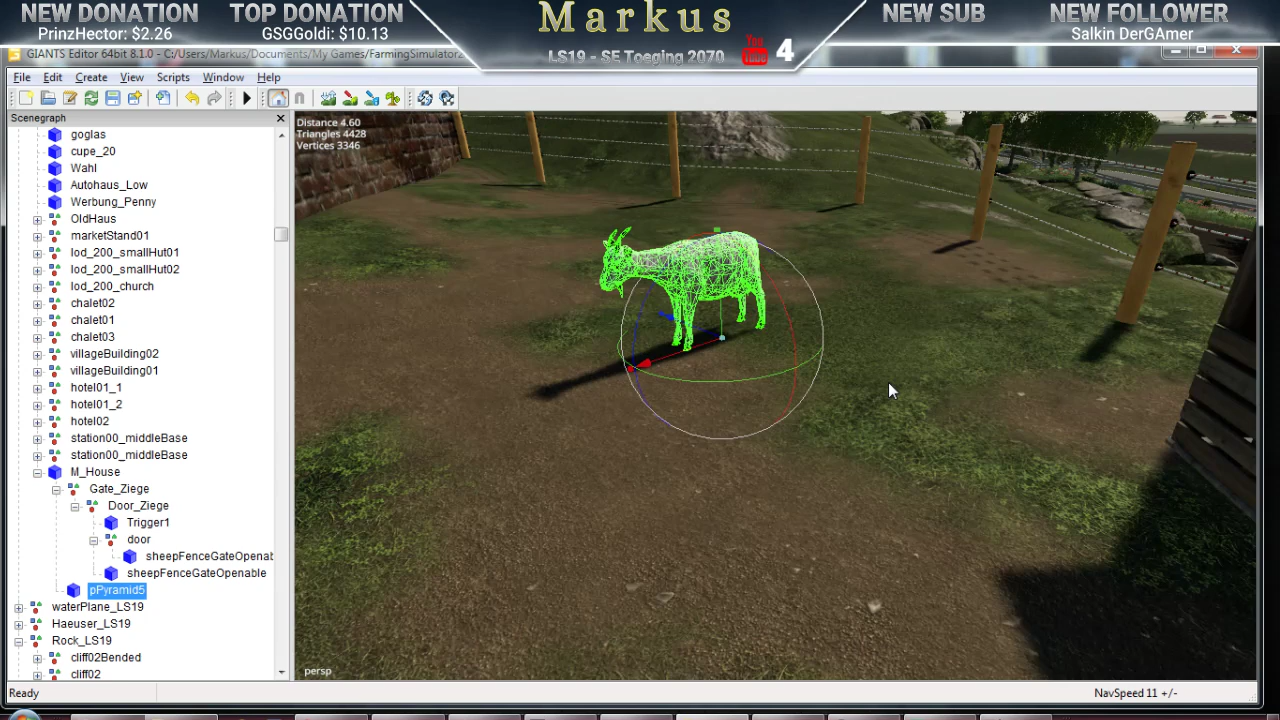 NEW DONATION
PrinzHector: $2.26
TOP DONATION
GSGGoldi: $10.13
Markus
LS19 - SE Toeging 2070
You
Tube
4
NEW SUB
NEW FOLLOWER
Salkin DerGAmer
GIANTS Editor 64bit 8.1.0 - C:/Users/Markus/Documents/My Games/FarmingSimulator2
File Edit Create View Scripts Window Help
Scenegraph
goglas
cupe_20
Wahl
Autohaus_Low
Werbung_Penny
OldHaus
marketStand01
lod_200_smallHut01
lod_200_smallHut02
lod_200_church
chalet02
chalet01
chalet03
villageBuilding02
villageBuilding01
hotel01_1
hotel01_2
hotel02
station00_middleBase
station00_middleBase
M_House
Gate_Ziege
Door_Ziege
Trigger1
door
sheepFenceGateOpenab
sheepFenceGateOpenable
pPyramid5
waterPlane_LS19
Haeuser_LS19
Rock_LS19
cliff02Bended
cliff02
Distance 4.60
Triangles 4428
Vertices 3346
persp
Ready
NavSpeed 11 +/-